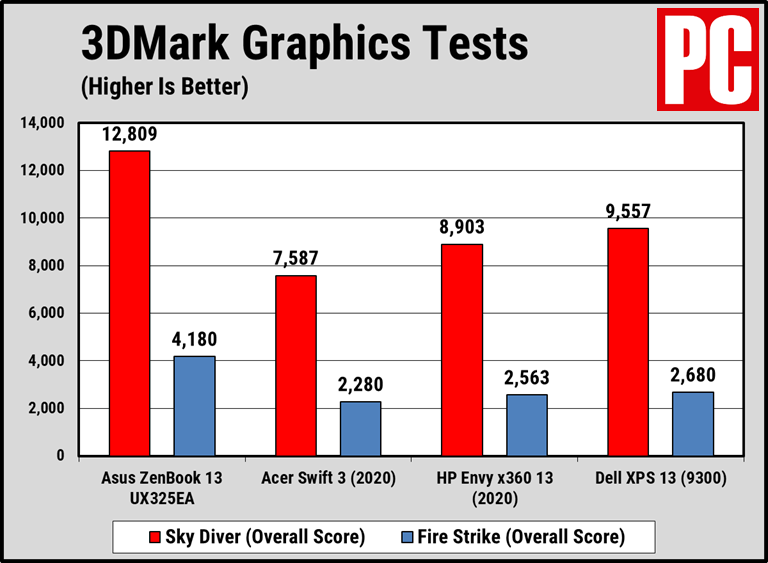 3DMark Graphics Tests
(Higher Is Better)
PC
14,000
12,000
10,000
8,000
6,000
4,000
2,000
0
12,809
4,180
7,587
2,280
8,903
2,563
9,557
2,680
Asus ZenBook 13
UX325EA
Acer Swift 3 (2020)
HP Envy x360 13
(2020)
Dell XPS 13 (9300)
Sky Diver (Overall Score)
Fire Strike (Overall Score)